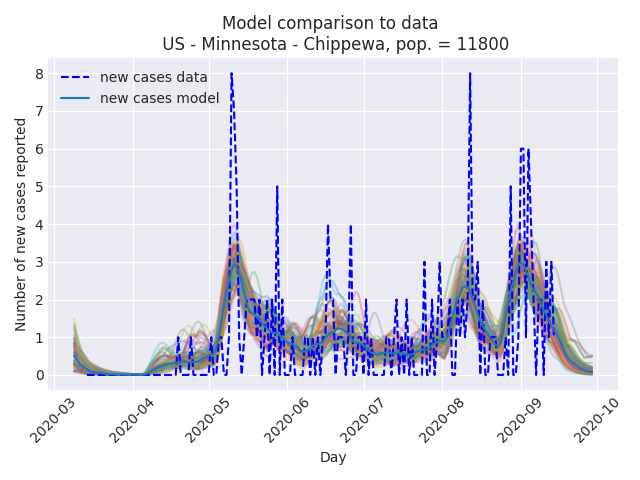 Model comparison to data
US - Minnesota - Chippewa, pop. = 11800
new cases data
new cases model
Number of new cases reported
8
7
6
5
4
3
2
1
0
2020-03
2020-04
2020-05
2020-06
2020-07
2020-08
2020-09
2020-10
Day